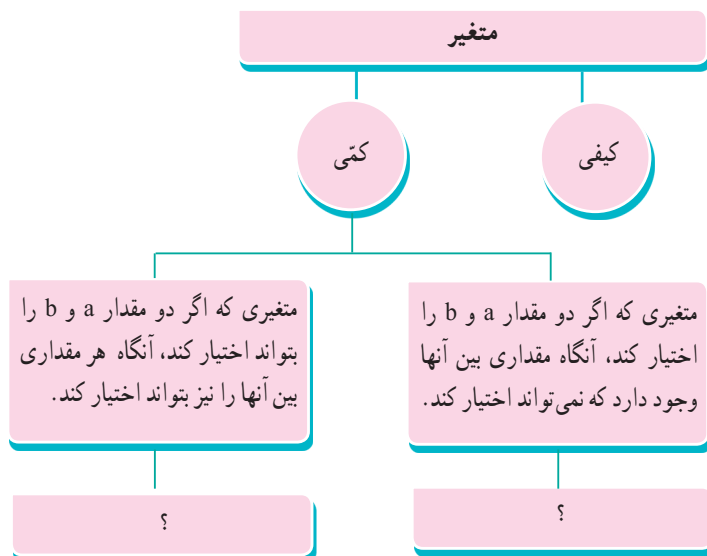 متغیر
کیفی
کمّی
متغیری که اگر دو مقدار a و b را
اختیار کند، آنگاه مقداری بین آنها
وجود دارد که نمی‌تواند اختیار کند.
متغیری که اگر دو مقدار a و b را
بتواند اختیار کند، آنگاه هر مقداری
بین آنها را نیز بتواند اختیار کند.
؟
؟